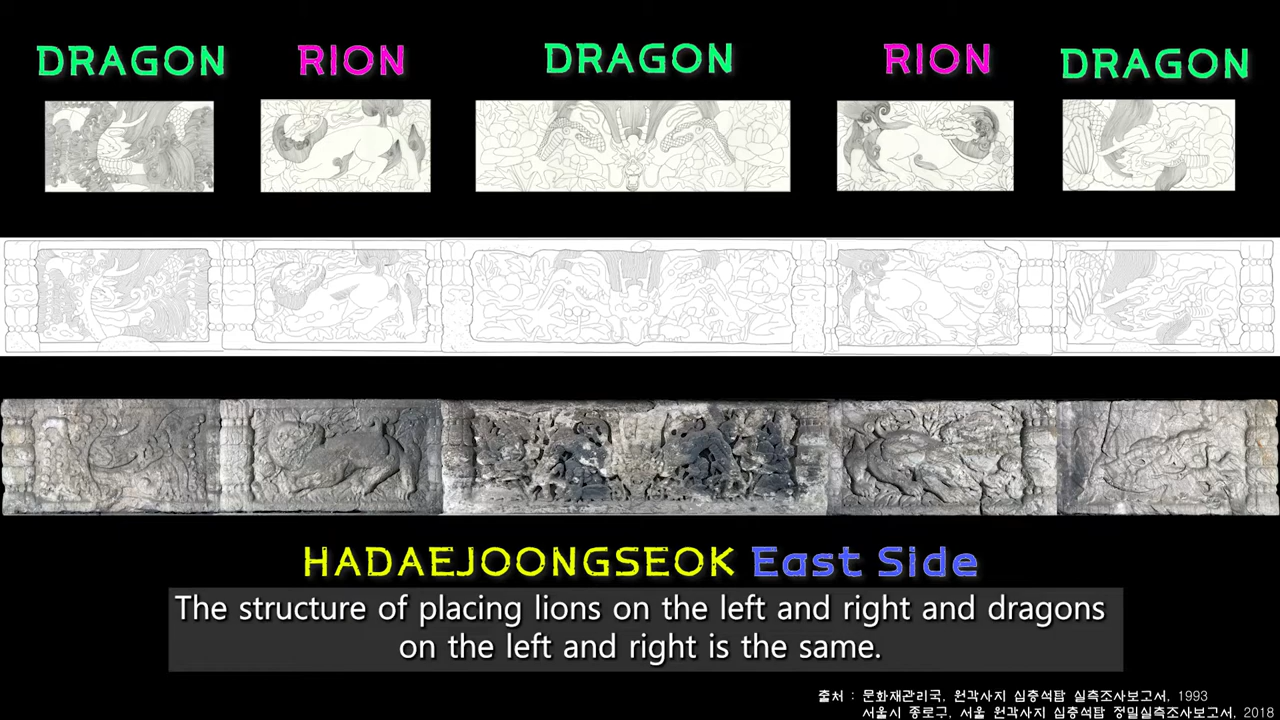 DRAGON RION DRAGON RION DRAGON
HADAEJOONGSEOK East Side
The structure of placing lions on the left and right and dragons
on the left and right is the same.
출처 : 문화재관리국, 원각사지 십층석탑 실측조사보고서, 1993
서울시 종로구, 서울 원각사지 십층석탑 정밀실측조사보고서, 2018